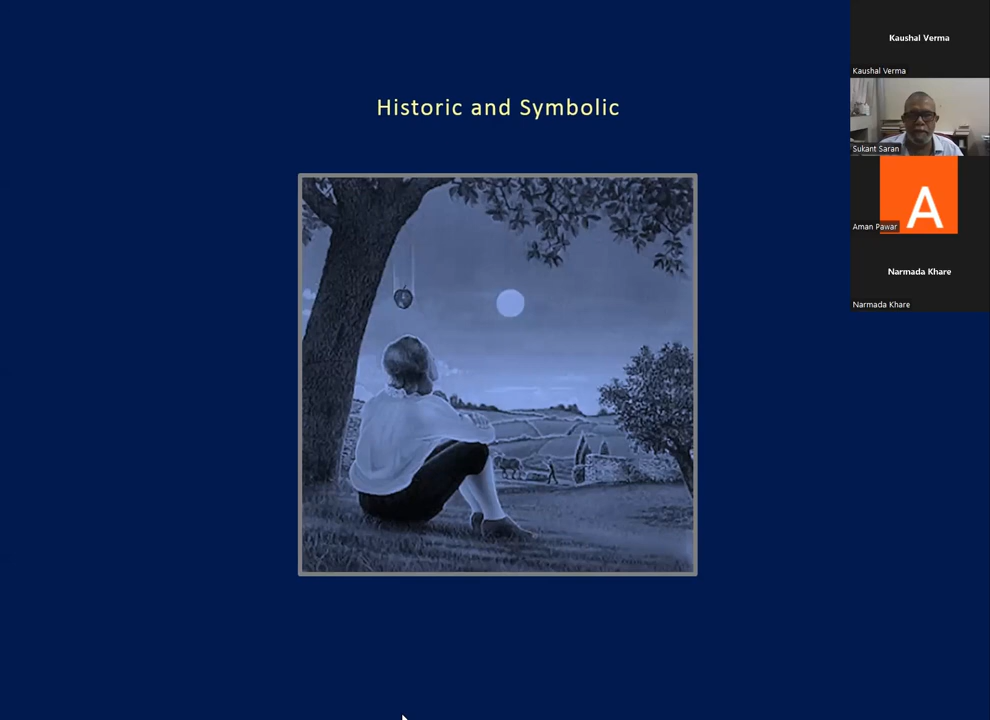 Historic and Symbolic
Kaushal Verma
Kaushal Verma
Sukant Saran
A
Aman Pawar
Narmada Khare
Narmada Khare